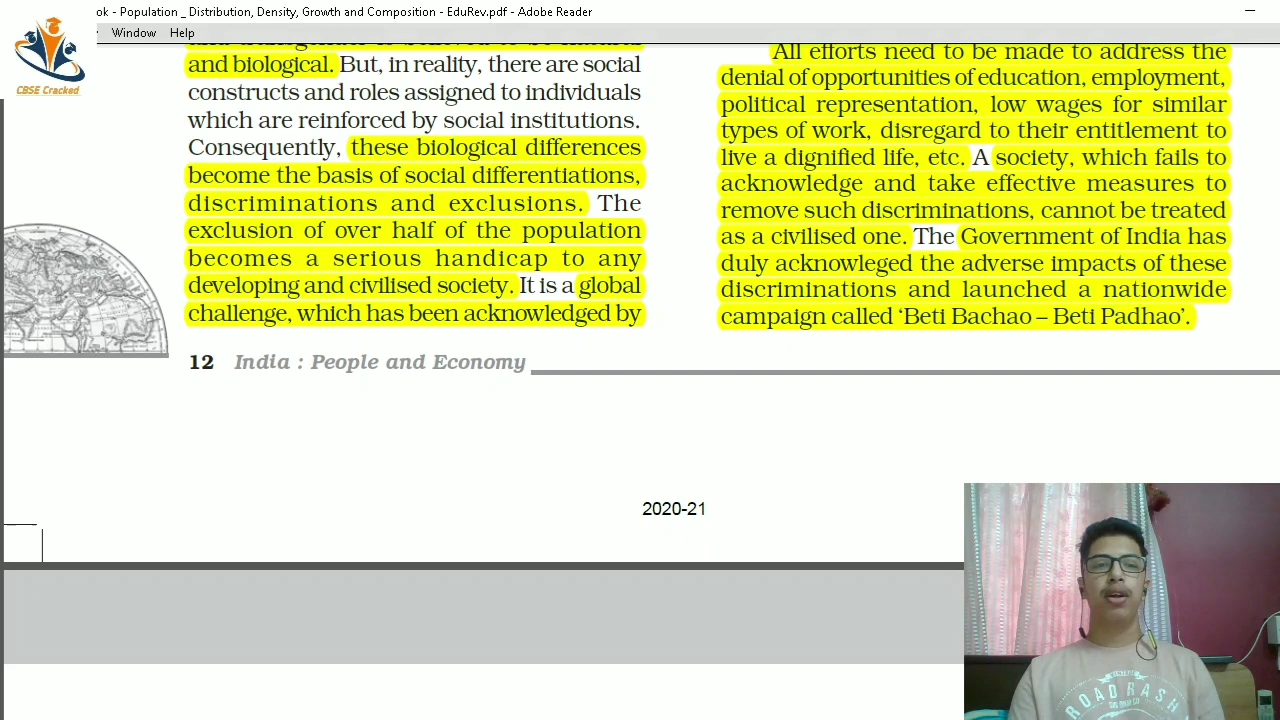 ok - Population _ Distribution, Density, Growth and Composition - EduRev.pdf - Adobe Reader
Window Help
CBSE Cracked
and biological. But, in reality, there are social
constructs and roles assigned to individuals
which are reinforced by social institutions.
Consequently, these biological differences
become the basis of social differentiations,
discriminations and exclusions. The
exclusion of over half of the population
becomes a serious handicap to any
developing and civilised society. It is a global
challenge, which has been acknowledged by
All efforts need to be made to address the
denial of opportunities of education, employment,
political representation, low wages for similar
types of work, disregard to their entitlement to
live a dignified life, etc. A society, which fails to
acknowledge and take effective measures to
remove such discriminations, cannot be treated
as a civilised one. The Government of India has
duly acknowleged the adverse impacts of these
discriminations and launched a nationwide
campaign called ‘Beti Bachao – Beti Padhao’.
12 India : People and Economy
2020-21
ROAD RASH